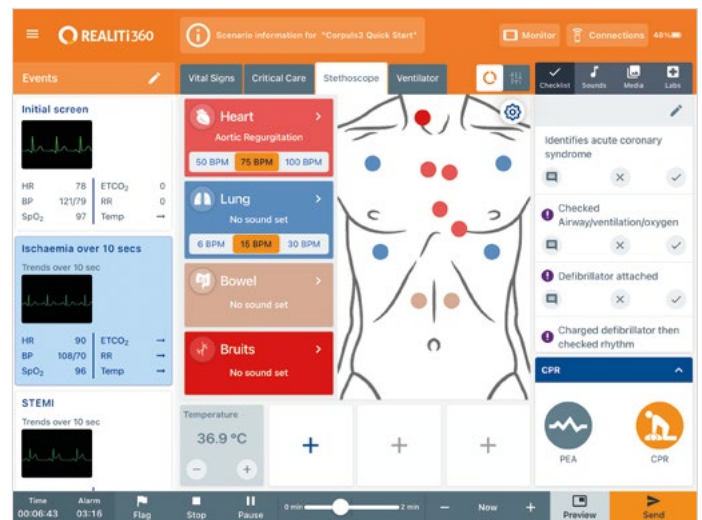 REALITi360
Scenario information for "Corpuls3 Quick Start"
Monitor
Connections
48%
Events
Vital Signs
Critical Care
Stethoscope
Ventilator
Checklist
Sounds
Media
Labs
Initial screen
HR 78 ETCO₂ 0
BP 121/79 RR 0
SpO₂ 97 Temp →
Ischaemia over 10 secs
Trends over 10 sec
HR 90 ETCO₂ →
BP 108/70 RR →
SpO₂ 96 Temp →
STEMI
Trends over 10 sec
Heart
Aortic Regurgitation
50 BPM 75 BPM 100 BPM
Lung
No sound set
6 BPM 15 BPM 30 BPM
Bowel
No sound set
Bruits
No sound set
Temperature
36.9 °C
− +
+ + +
Identifies acute coronary
syndrome
Checked
Airway/ventilation/oxygen
Defibrillator attached
Charged defibrillator then
checked rhythm
CPR
PEA
CPR
Time
00:06:43
Alarm
03:16
Flag
Stop
Pause
0 min
2 min
− Now +
Preview
Send